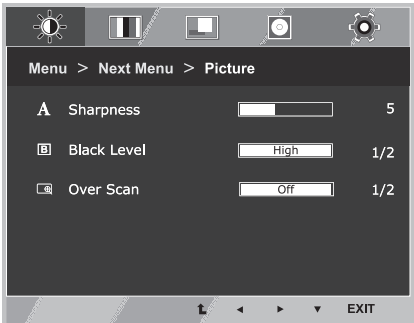 Menu > Next Menu > Picture
A Sharpness 5
B Black Level High 1/2
Over Scan Off 1/2
EXIT